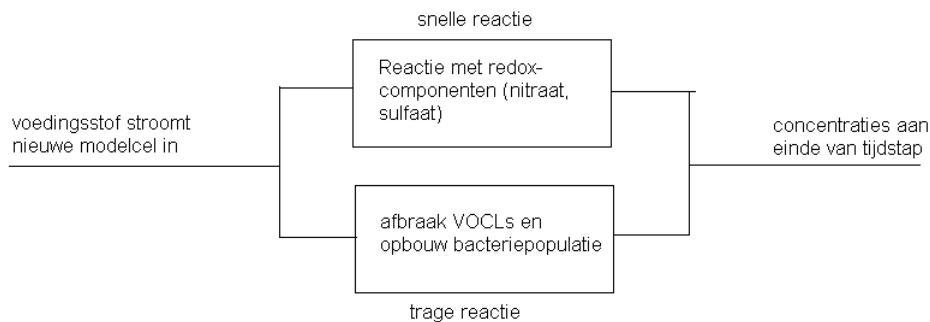 snelle reactie
Reactie met redox-
componenten (nitraat,
sulfaat)
voedingsstof stroomt
nieuwe modelcel in
concentraties aan
einde van tijdstap
afbraak VOCLs en
opbouw bacteriepopulatie
trage reactie